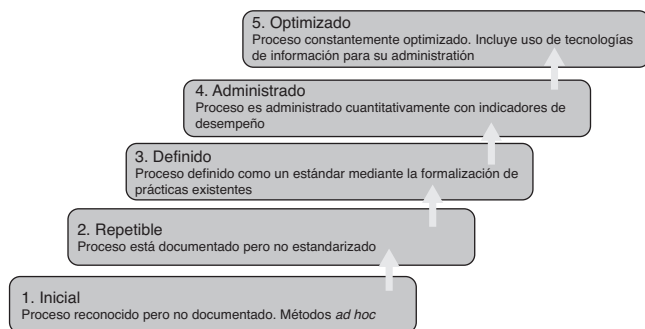 5. Optimizado
Proceso constantemente optimizado. Incluye uso de tecnologías
de información para su administratión
4. Administrado
Proceso es administrado cuantitativamente con indicadores de
desempeño
3. Definido
Proceso definido como un estándar mediante la formalización de
prácticas existentes
2. Repetible
Proceso está documentado pero no estandarizado
1. Inicial
Proceso reconocido pero no documentado. Métodos ad hoc